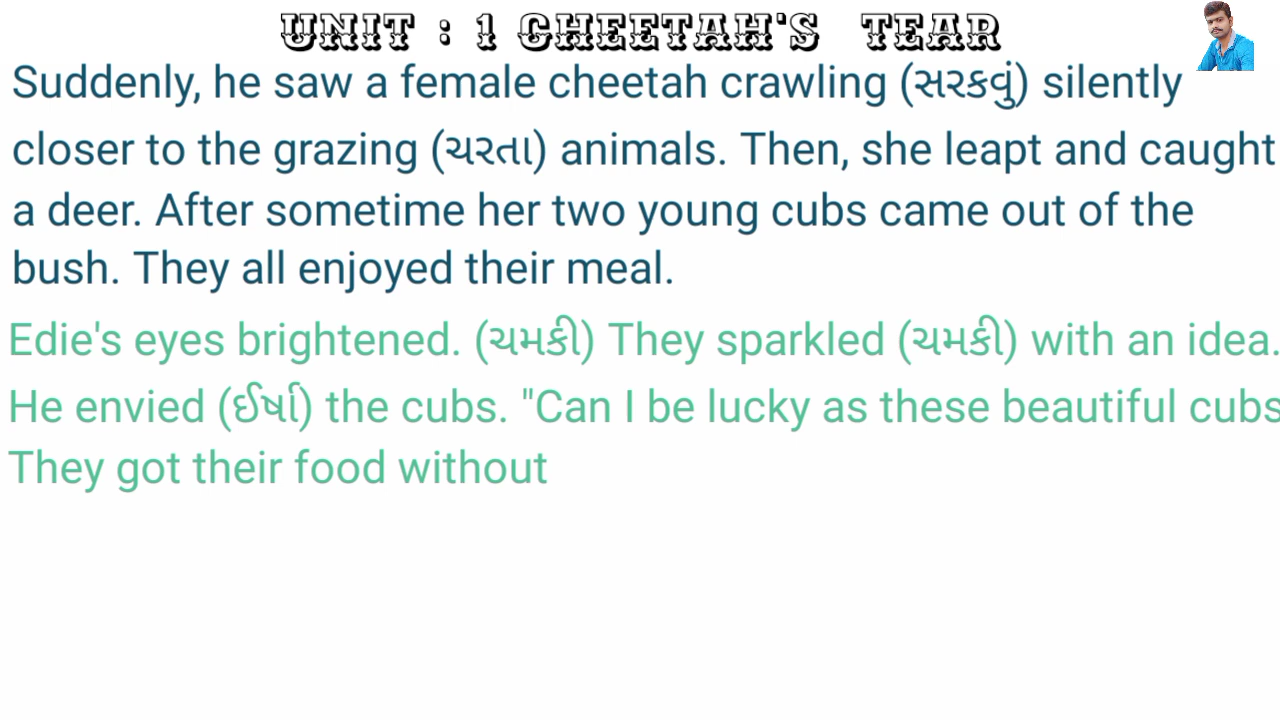 UNIT : 1 CHEETAH'S TEAR
Suddenly, he saw a female cheetah crawling (સરકવું) silently
closer to the grazing (ચરતા) animals. Then, she leapt and caught
a deer. After sometime her two young cubs came out of the
bush. They all enjoyed their meal.
Edie's eyes brightened. (ચમકી) They sparkled (ચમકી) with an idea.
He envied (ઈર્ષા) the cubs. "Can I be lucky as these beautiful cubs
They got their food without